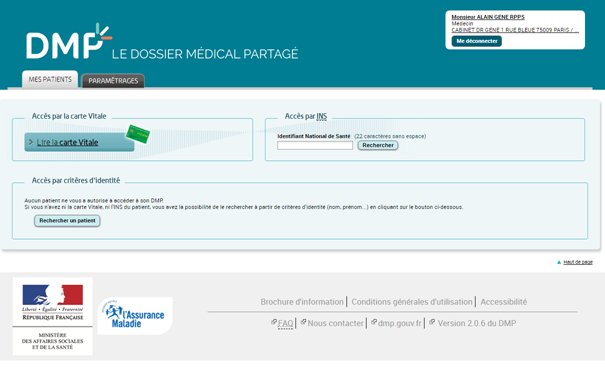 Monsieur ALAIN GENE RPPS
Médecin
CABINET DR GENE 1 RUE BLEUE 75009 PARIS / ...
Me déconnecter
DMP LE DOSSIER MÉDICAL PARTAGÉ
MES PATIENTS PARAMÉTRAGES
Accès par la carte Vitale
Lire la carte Vitale
Accès par INS
Identifiant National de Santé (22 caractères sans espace)
Rechercher
Accès par critères d'identité
Aucun patient ne vous a autorisé à accéder à son DMP.
Si vous n'avez ni la carte Vitale, ni l'INS du patient, vous avez la possibilité de le rechercher à partir de critères d'identité (nom, prénom...) en cliquant sur le bouton ci-dessous.
Rechercher un patient
Haut de page
Liberté • Égalité • Fraternité
RÉPUBLIQUE FRANÇAISE
MINISTÈRE
DES AFFAIRES SOCIALES
ET DE LA SANTÉ
l'Assurance
Maladie
Brochure d'information Conditions générales d'utilisation Accessibilité
FAQ Nous contacter dmp.gouv.fr Version 2.0.6 du DMP